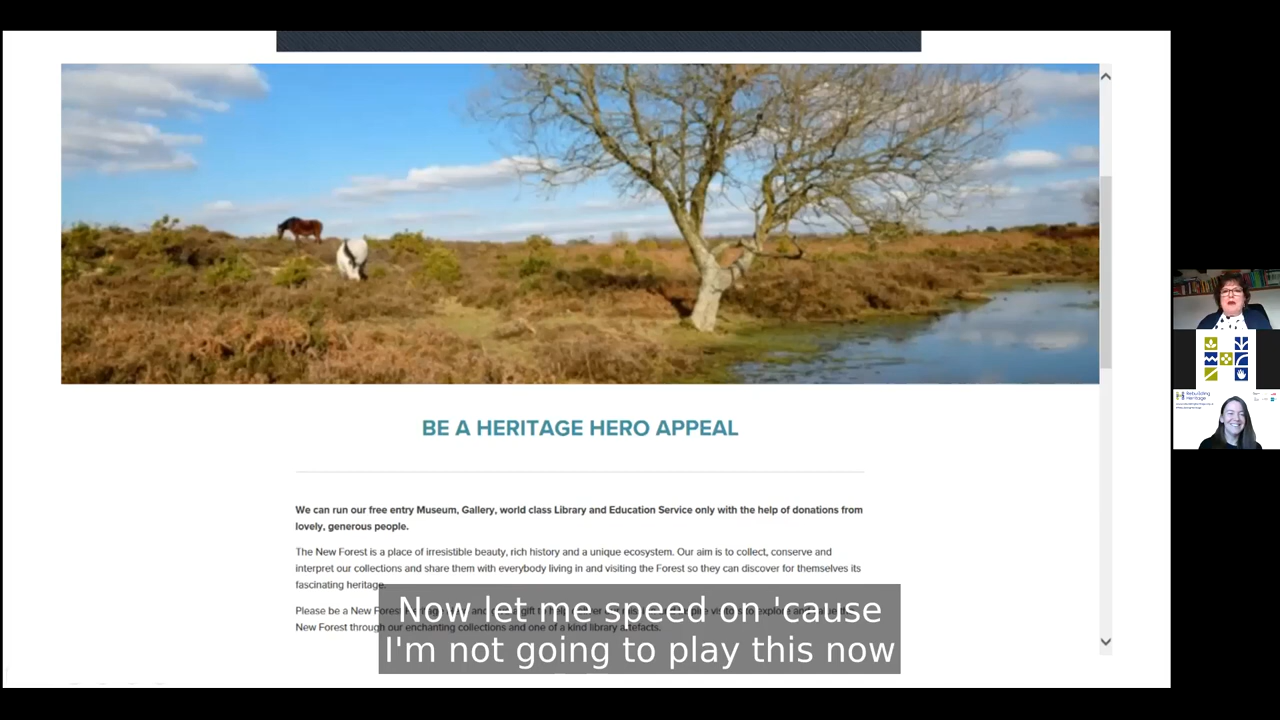 BE A HERITAGE HERO APPEAL
We can run our free entry Museum, Gallery, world class Library and Education Service only with the help of donations from
lovely, generous people.
The New Forest is a place of irresistible beauty, rich history and a unique ecosystem. Our aim is to collect, conserve and
interpret our collections and share them with everybody living in and visiting the Forest so they can discover for themselves its
fascinating heritage.
Please be a New Forest
New Forest through our enchanting collections and one of a kind library artefacts.
Now let me speed on 'cause
I'm not going to play this now
Rebuilding
Heritage